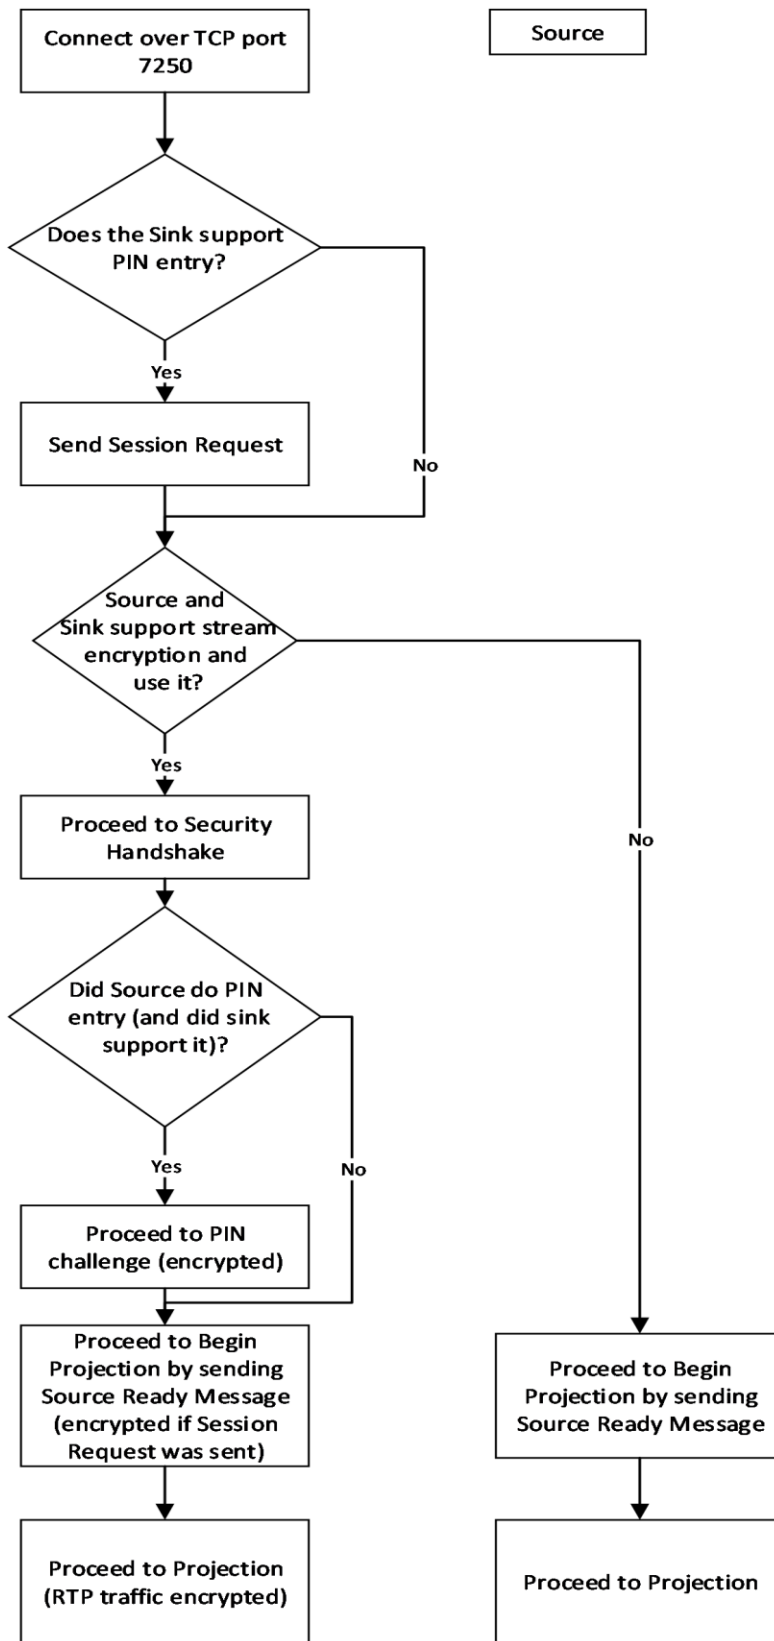 Connect over TCP port
7250
Source
Does the Sink support
PIN entry?
Yes
Send Session Request
No
Source and
Sink support stream
encryption and
use it?
Yes
Proceed to Security
Handshake
No
Did Source do PIN
entry (and did sink
support it)?
Yes
No
Proceed to PIN
challenge (encrypted)
Proceed to Begin
Projection by sending
Source Ready Message
(encrypted if Session
Request was sent)
Proceed to Begin
Projection by sending
Source Ready Message
Proceed to Projection
(RTP traffic encrypted)
Proceed to Projection